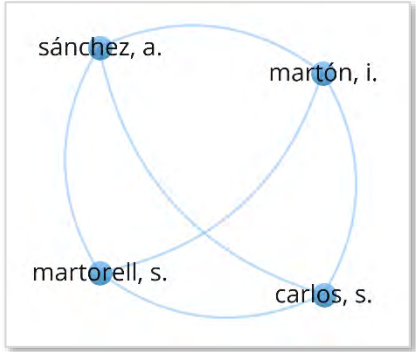 sánchez, a.
martón, i.
martorell, s.
carlos, s.